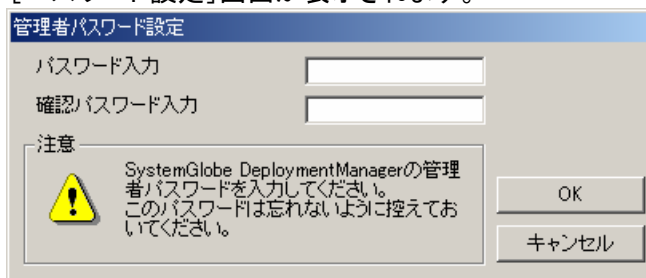 管理者パスワード設定
パスワード入力
確認パスワード入力
注意
SystemGlobe DeploymentManagerの管理
者パスワードを入力してください。
このパスワードは忘れないように控えてお
いてください。
OK
キャンセル